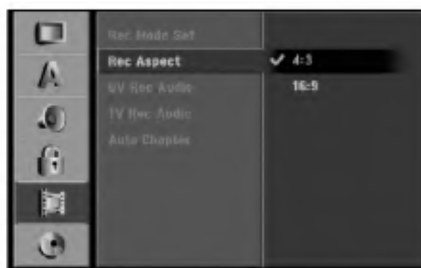 Rec Mode Set
Rec Aspect
4:3
16:9
DV Rec Audio
TV Rec Audio
Auto Chapter